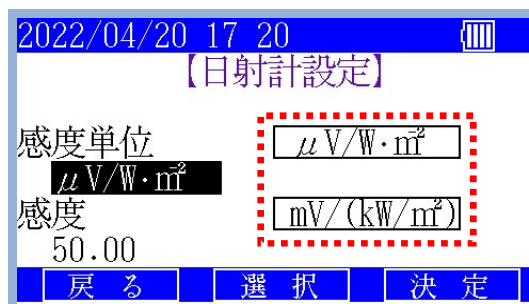 2022/04/20 17 20
【日射計設定】
感度単位
μV/W・㎡
μV/W・㎡
mV/(kW/㎡)
感度
50.00
戻る 選択 決定